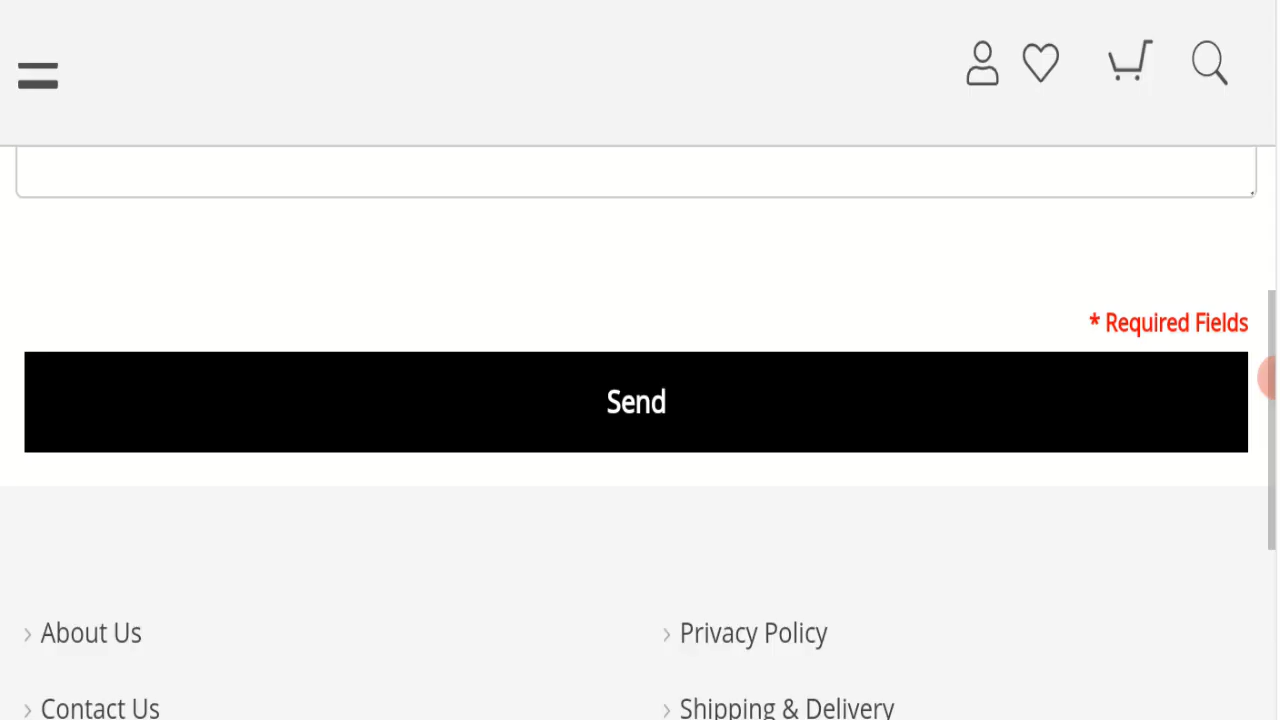 * Required Fields
Send
› About Us
› Privacy Policy
› Contact Us
› Shipping & Delivery